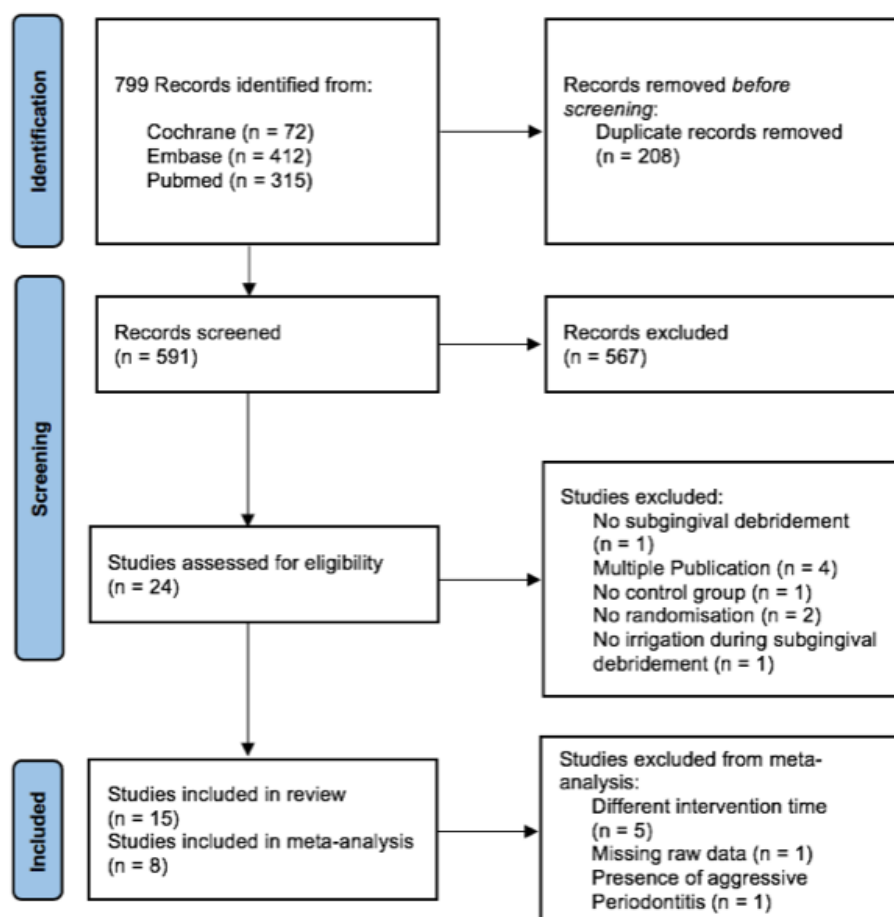 Identification
799 Records identified from:
Cochrane (n = 72)
Embase (n = 412)
Pubmed (n = 315)
Records removed before
screening:
Duplicate records removed
(n = 208)
Screening
Records screened
(n = 591)
Records excluded
(n = 567)
Studies assessed for eligibility
(n = 24)
Studies excluded:
No subgingival debridement
(n = 1)
Multiple Publication (n = 4)
No control group (n = 1)
No randomisation (n = 2)
No irrigation during subgingival
debridement (n = 1)
Included
Studies included in review
(n = 15)
Studies included in meta-analysis
(n = 8)
Studies excluded from meta-
analysis:
Different intervention time
(n = 5)
Missing raw data (n = 1)
Presence of aggressive
Periodontitis (n = 1)